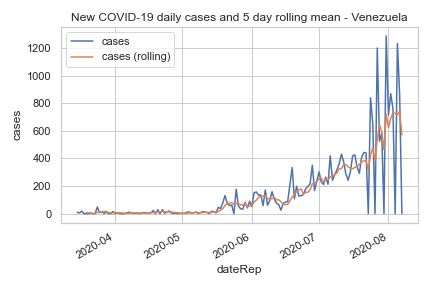 New COVID-19 daily cases and 5 day rolling mean - Venezuela
cases
cases (rolling)
1200
1000
800
600
400
200
0
cases
2020-04
2020-05
2020-06
2020-07
2020-08
dateRep